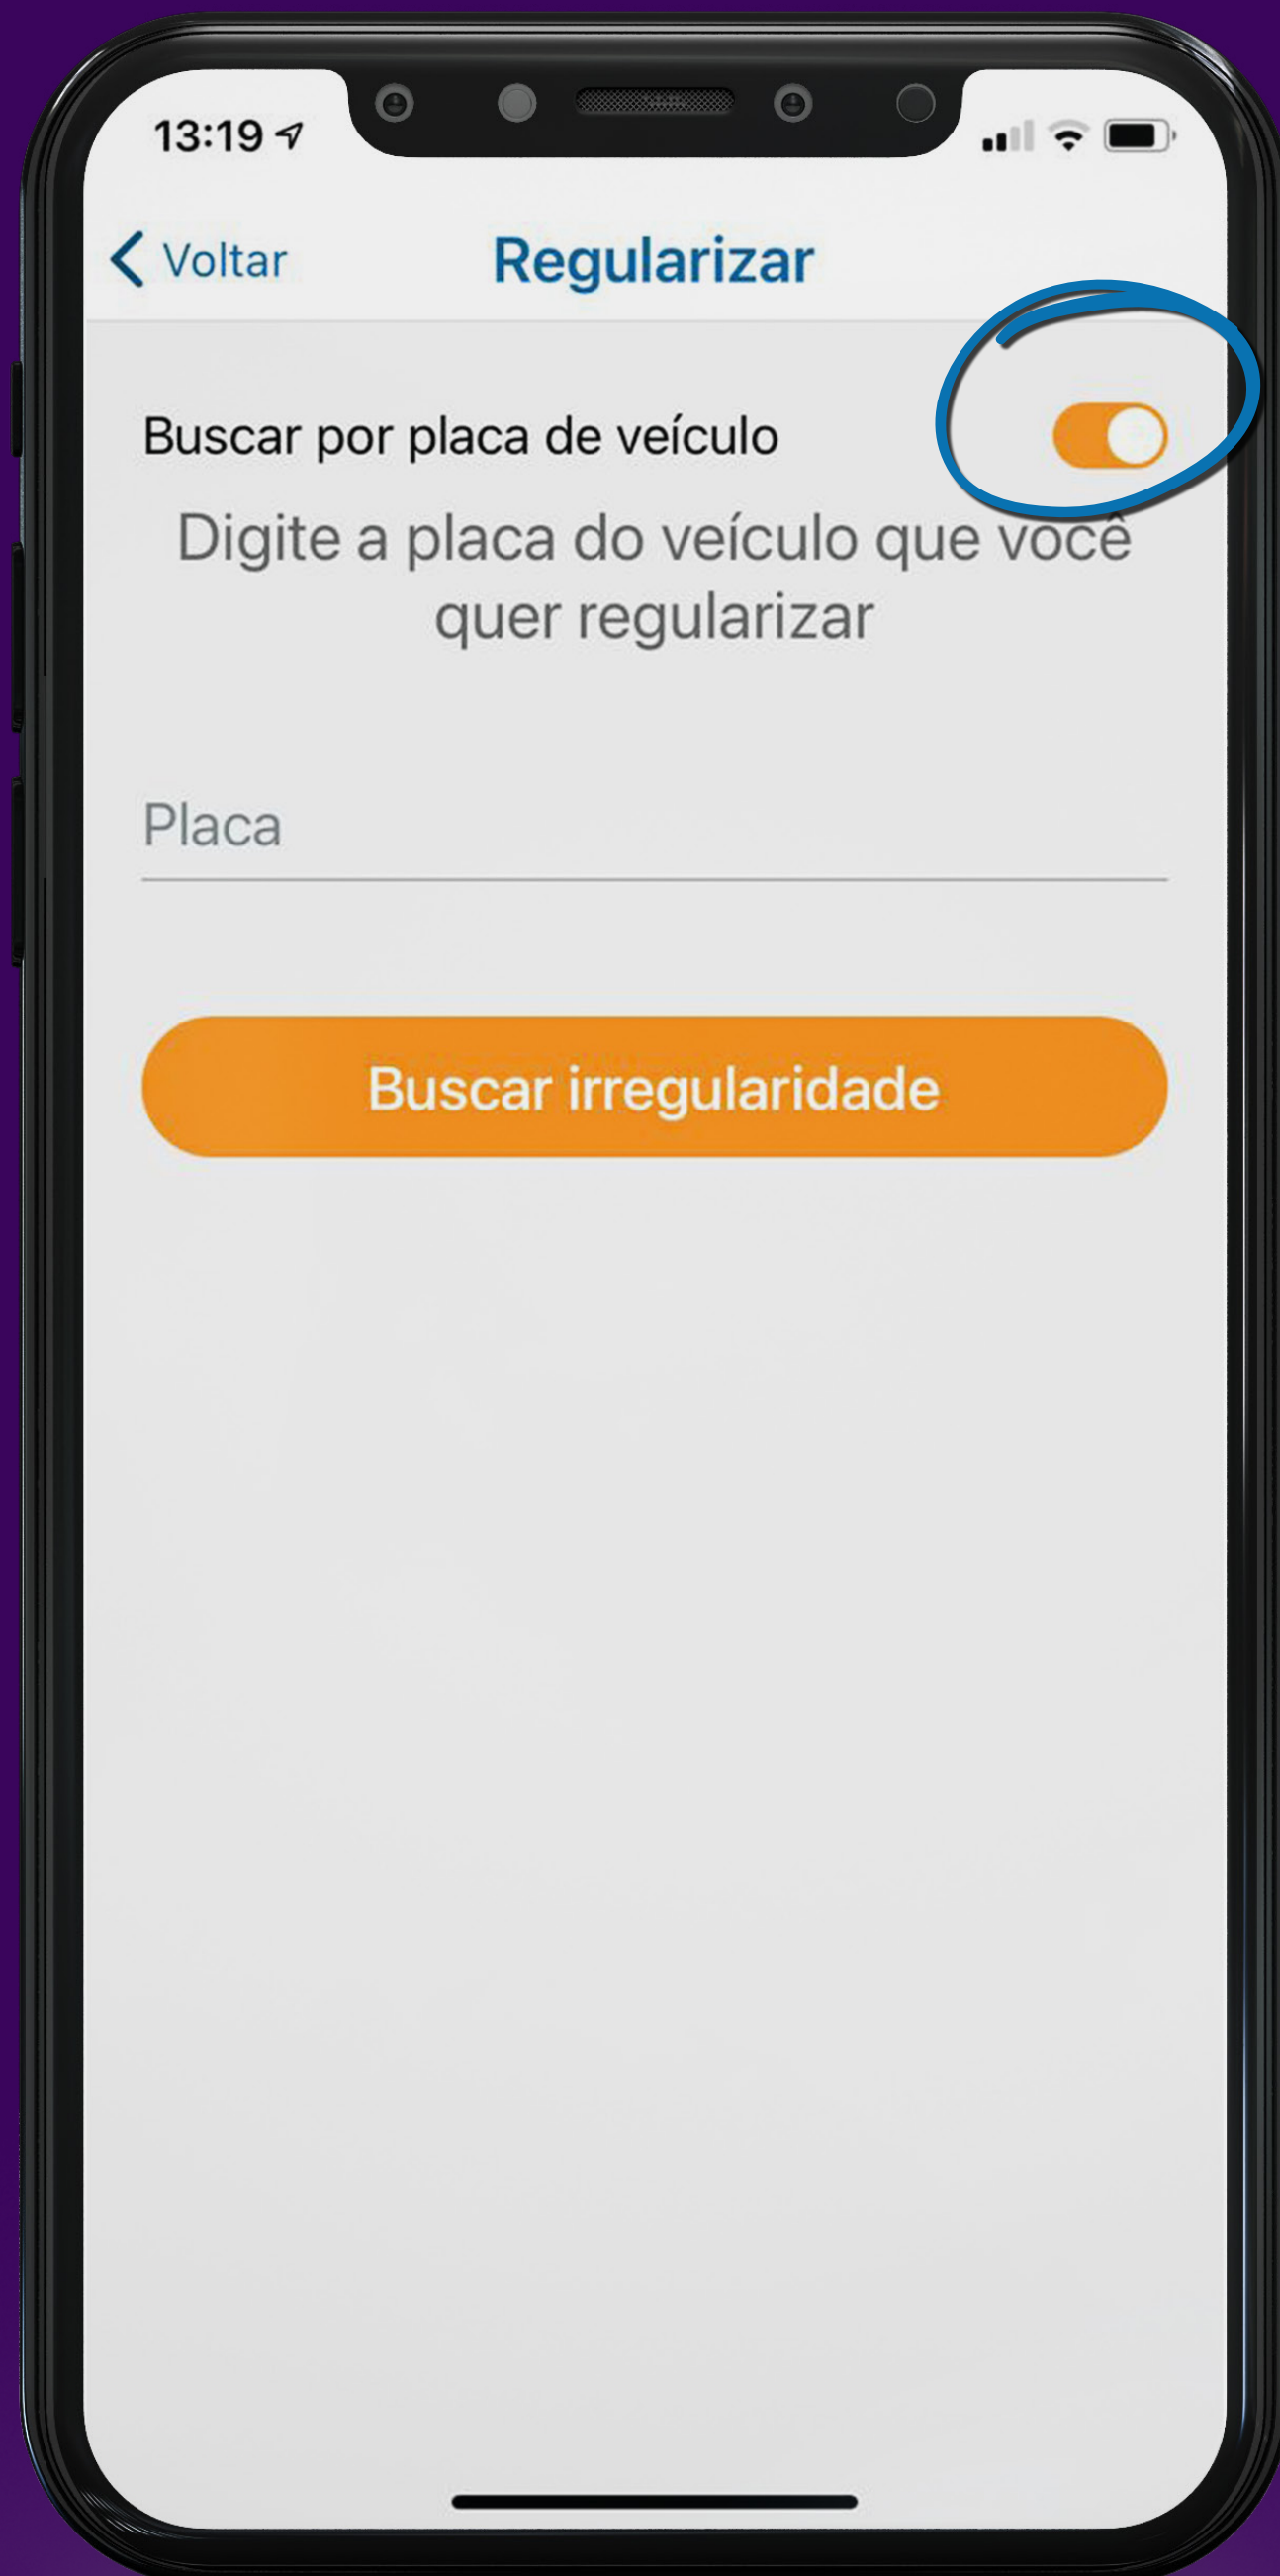 13:19
Voltar
Regularizar
Buscar por placa de veículo
Digite a placa do veículo que você
quer regularizar
Placa
Buscar irregularidade